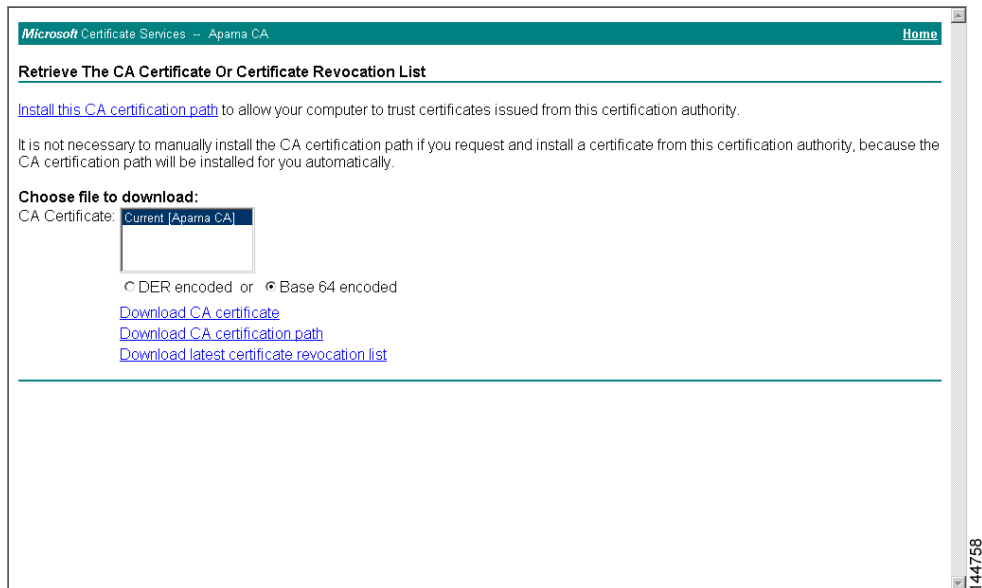 Microsoft Certificate Services -- Aparna CA Home
Retrieve The CA Certificate Or Certificate Revocation List
Install this CA certification path to allow your computer to trust certificates issued from this certification authority.
It is not necessary to manually install the CA certification path if you request and install a certificate from this certification authority, because the
CA certification path will be installed for you automatically.
Choose file to download:
CA Certificate: Current [Aparna CA]
DER encoded or Base 64 encoded
Download CA certificate
Download CA certification path
Download latest certificate revocation list
144758